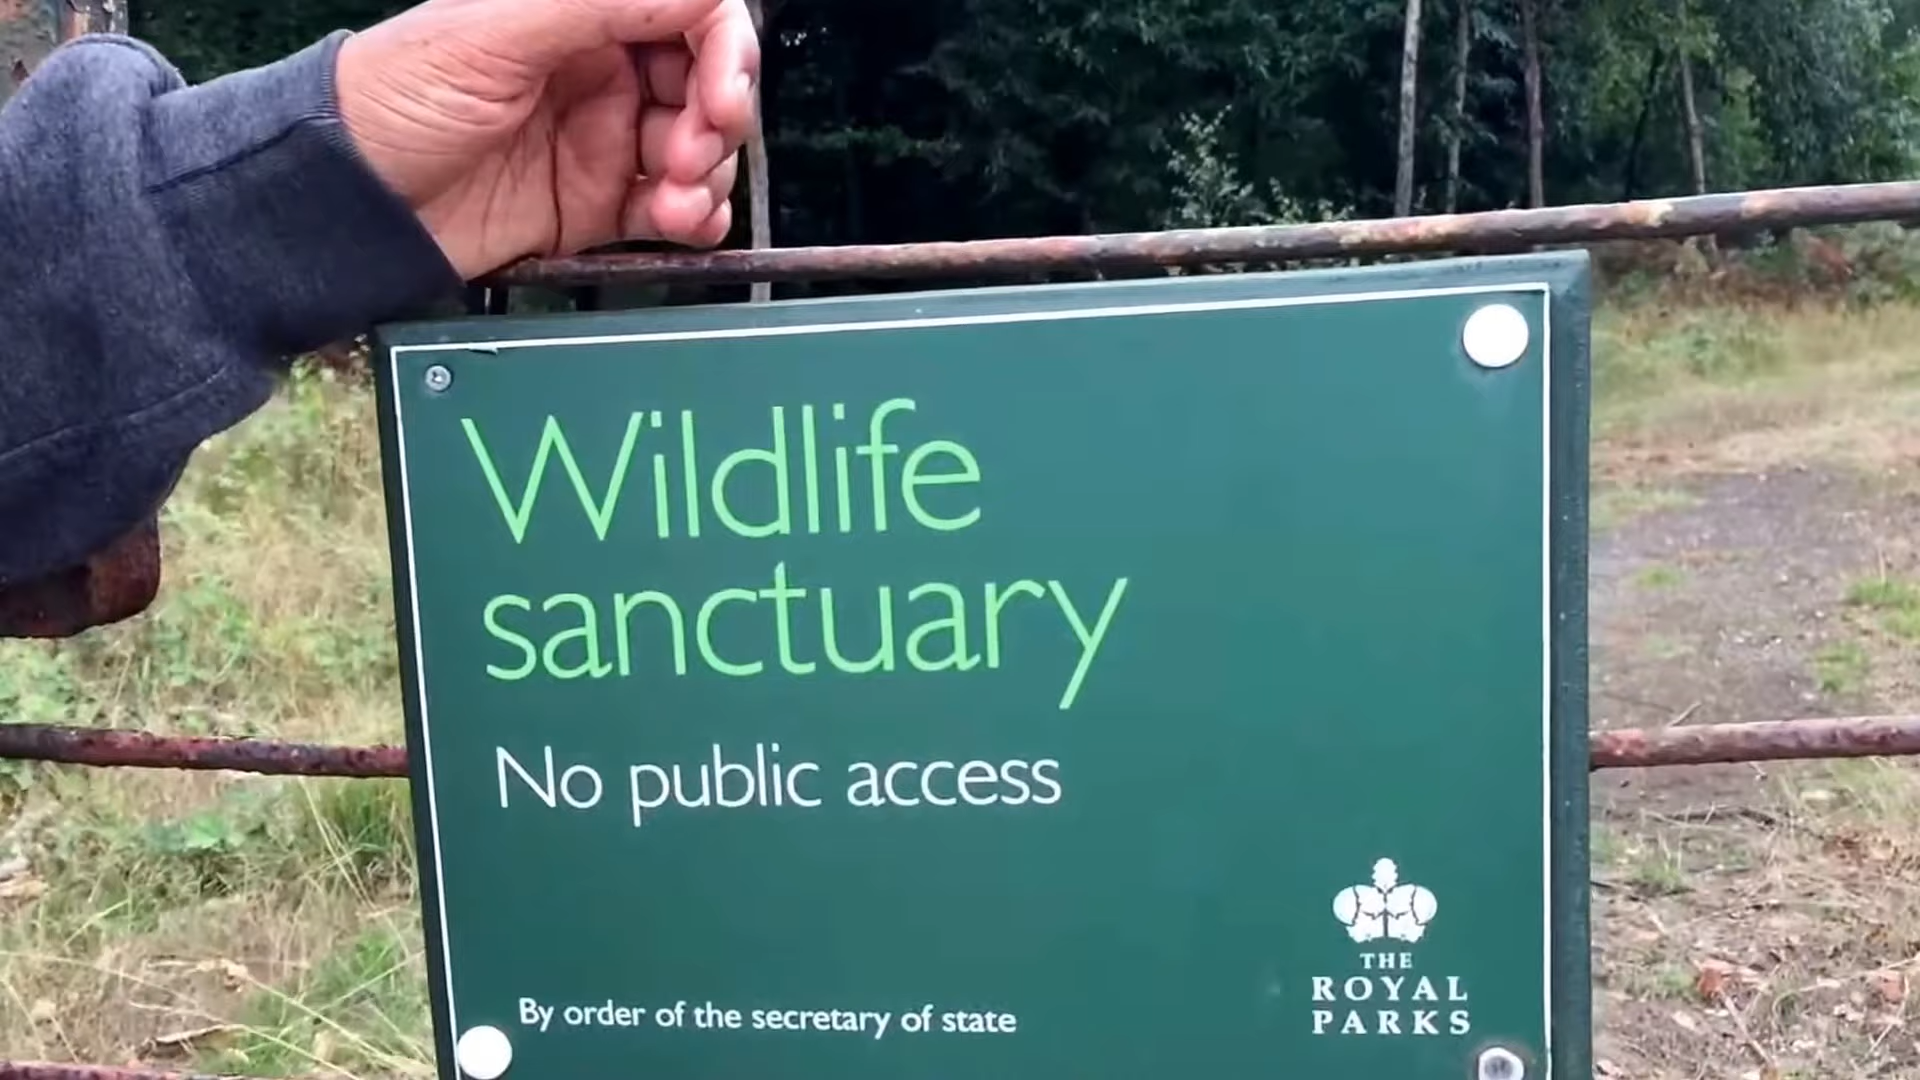 Wildlife
sanctuary
No public access
By order of the secretary of state
THE
ROYAL
PARKS